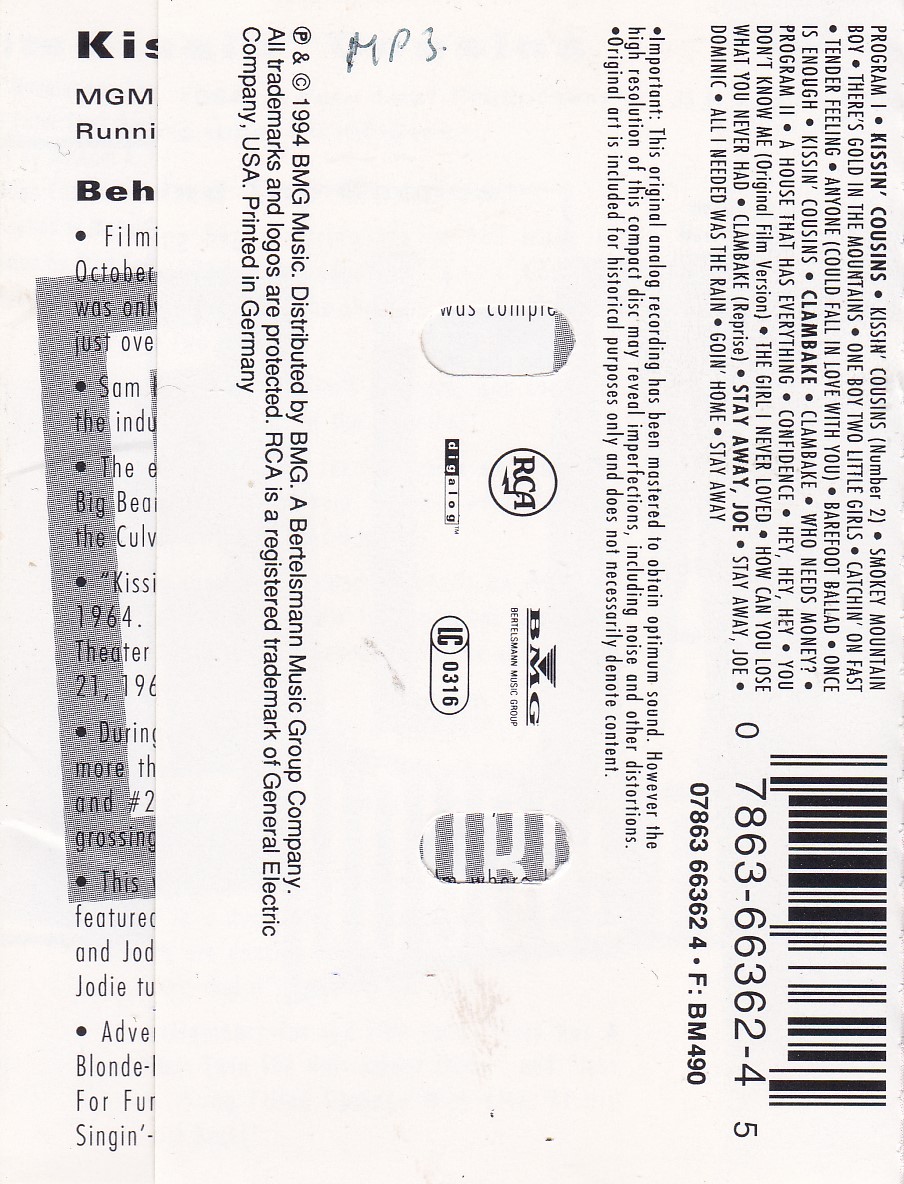 PROGRAM I • KISSIN' COUSINS • KISSIN' COUSINS (Number 2) • SMOKEY MOUNTAIN
BOY • THERE'S GOLD IN THE MOUNTAINS • ONE BOY TWO LITTLE GIRLS • CATCHIN' ON FAST
• TENDER FEELING • ANYONE (COULD FALL IN LOVE WITH YOU) • BAREFOOT BALLAD • ONCE
IS ENOUGH • KISSIN' COUSINS • CLAMBAKE • CLAMBAKE • WHO NEEDS MONEY? •
PROGRAM II • A HOUSE THAT HAS EVERYTHING • CONFIDENCE • HEY, HEY, HEY • YOU
DON'T KNOW ME (Original Film Version) • THE GIRL I NEVER LOVED • HOW CAN YOU LOSE
WHAT YOU NEVER HAD • CLAMBAKE (Reprise) • STAY AWAY, JOE • STAY AWAY, JOE •
DOMINIC • ALL I NEEDED WAS THE RAIN • GOIN' HOME • STAY AWAY
0 7863-66362-4 5
07863 66362 4 • F: BM490
•Important: This original analog recording has been mastered to obtain optimum sound. However the
high resolution of this compact disc may reveal imperfections, including noise and other distortions.
•Original art is included for historical purposes only and does not necessarily denote content.
RCA
BMG
BERTELSMANN MUSIC GROUP
digalog™
LC 0316
was comple
where
MP3.
℗ & © 1994 BMG Music. Distributed by BMG. A Bertelsmann Music Group Company.
All trademarks and logos are protected. RCA is a registered trademark of General Electric
Company, USA. Printed in Germany
Kis
MGM
Runni
Beh
• Filmi
October
was only
just over
• Sam
the indu
• The e
Big Bear
the Culv
• "Kissi
1964.
Theater
21, 196
• During
more th
and #2
grossing
• This
featured
and Jod
Jodie tu
• Adver
Blonde-
For Fur
Singin'-